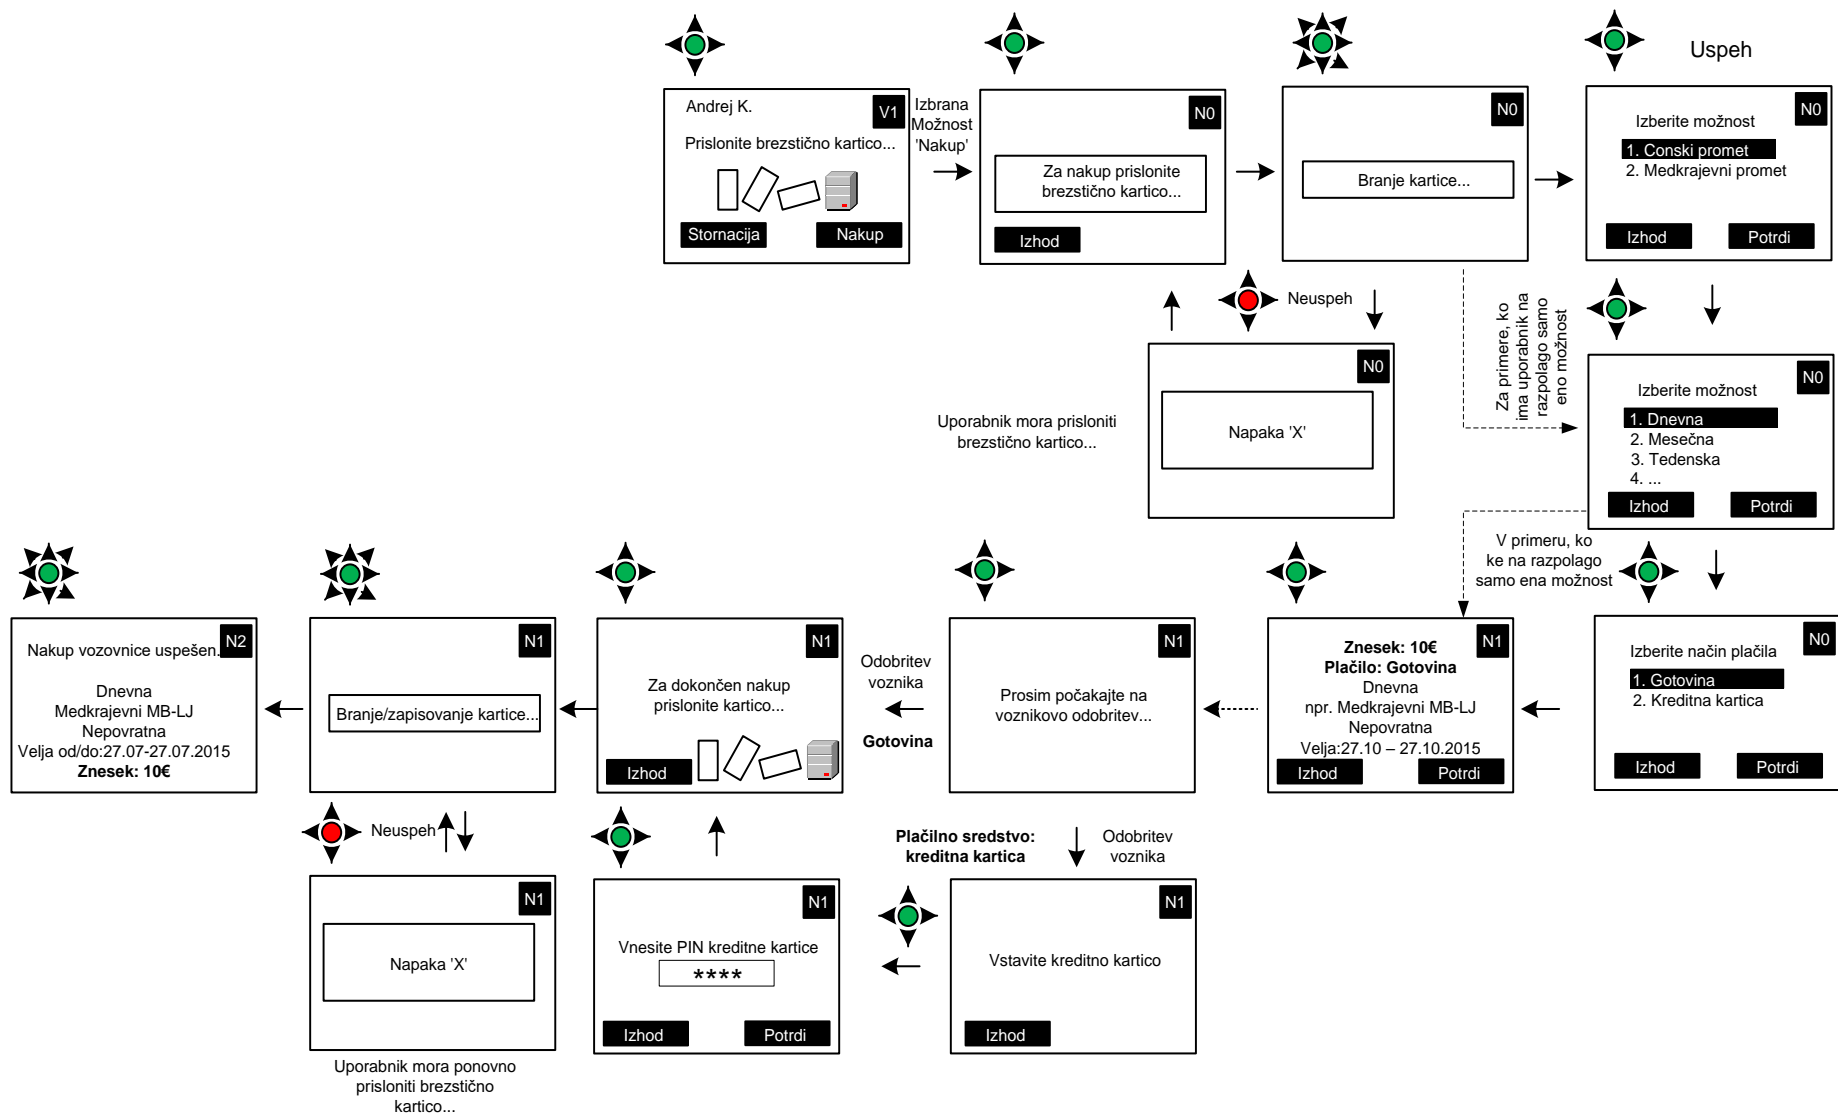 Uspeh
Andrej K.
V1
Prislonite brezstično kartico...
Stornacija
Nakup
Izbrana
Možnost
'Nakup'
N0
Za nakup prislonite
brezstično kartico...
Izhod
N0
Branje kartice...
N0
Izberite možnost
1. Conski promet
2. Medkrajevni promet
Izhod
Potrdi
Neuspeh
Za primere, ko
ima uporabnik na
razpolago samo
eno možnost
N0
Napaka 'X'
Uporabnik mora prisloniti
brezstično kartico...
N0
Izberite možnost
1. Dnevna
2. Mesečna
3. Tedenska
4. ...
Izhod
Potrdi
V primeru, ko
ke na razpolago
samo ena možnost
N0
Izberite način plačila
1. Gotovina
2. Kreditna kartica
Izhod
Potrdi
N1
Znesek: 10€
Plačilo: Gotovina
Dnevna
npr. Medkrajevni MB-LJ
Nepovratna
Velja:27.10 – 27.10.2015
Izhod
Potrdi
N1
Prosim počakajte na
voznikovo odobritev...
Odobritev
voznika
Gotovina
N1
Za dokončen nakup
prislonite kartico...
Izhod
N1
Branje/zapisovanje kartice...
N2
Nakup vozovnice uspešen.
Dnevna
Medkrajevni MB-LJ
Nepovratna
Velja od/do:27.07-27.07.2015
Znesek: 10€
Neuspeh
N1
Napaka 'X'
Uporabnik mora ponovno
prisloniti brezstično
kartico...
Plačilno sredstvo:
kreditna kartica
Odobritev
voznika
N1
Vnesite PIN kreditne kartice
****
Izhod
Potrdi
N1
Vstavite kreditno kartico
Izhod